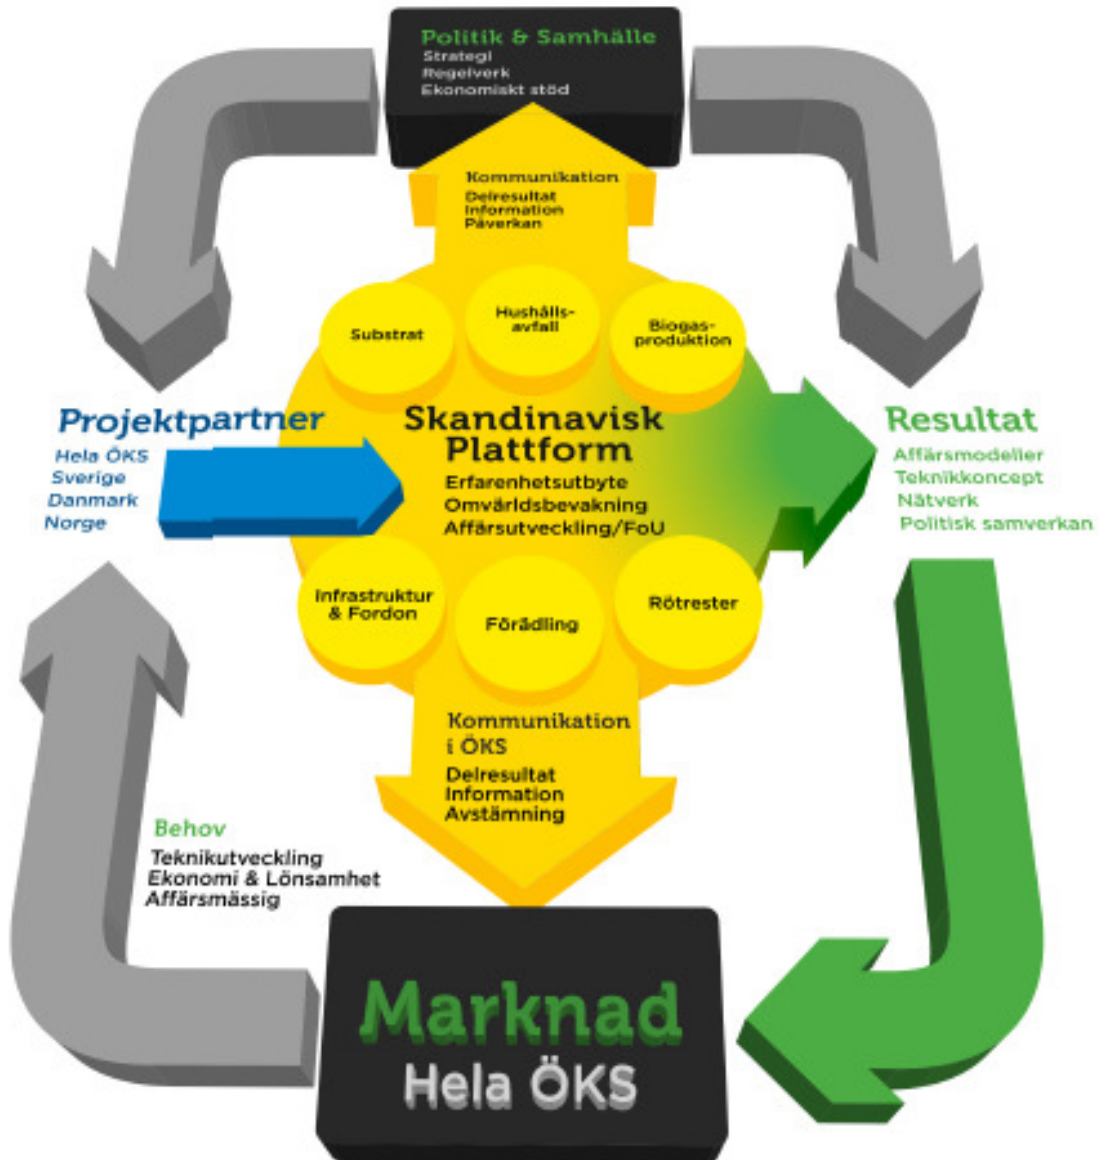 Politik & Samhälle
Strategi
Regelverk
Ekonomiskt stöd
Kommunikation
Delresultat
Information
Påverkan
Substrat
Hushålls-
avfall
Biogas-
produktion
Projektpartner
Hela ÖKS
Sverige
Danmark
Norge
Skandinavisk
Plattform
Erfarenhetsutbyte
Omvärldsbevakning
Affärsutveckling/FoU
Resultat
Affärsmodeller
Teknikkoncept
Nätverk
Politisk samverkan
Infrastruktur
& Fordon
Förädling
Rötrester
Kommunikation
i ÖKS
Delresultat
Information
Avstämning
Behov
Teknikutveckling
Ekonomi & Lönsamhet
Affärsmässig
Marknad
Hela ÖKS